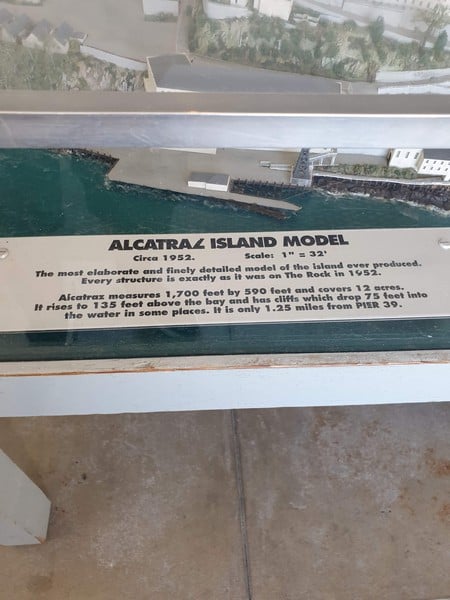 ALCATRAZ ISLAND MODEL
Circa 1952. Scale: 1" = 32'
The most elaborate and finely detailed model of the island ever produced.
Every structure is exactly as it was on The Rock in 1952.
Alcatraz measures 1,700 feet by 590 feet and covers 12 acres.
It rises to 135 feet above the bay and has cliffs which drop 75 feet into
the water in some places. It is only 1.25 miles from PIER 39.